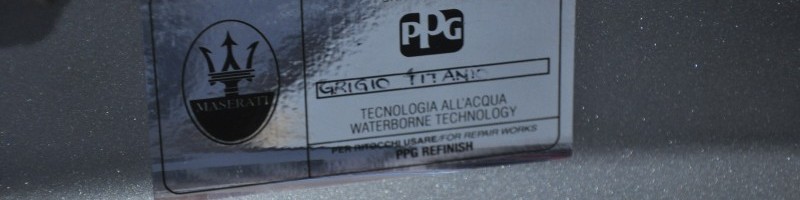 MASERATI
PPG
GRIGIO TITANIO
TECNOLOGIA ALL'ACQUA
WATERBORNE TECHNOLOGY
PER RITOCCHI USARE/FOR REPAIR WORKS
PPG REFINISH